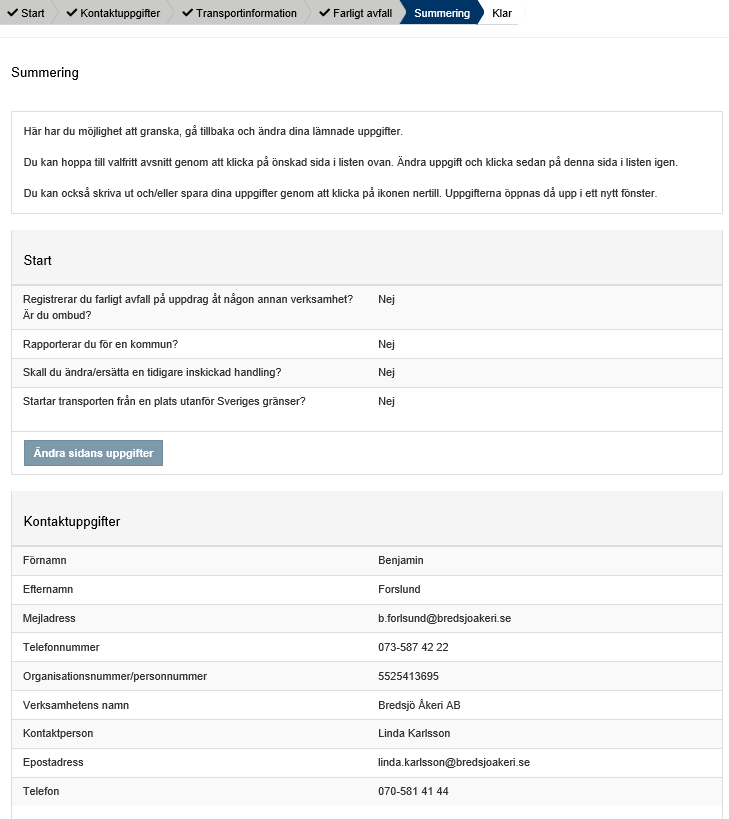 Start Kontaktuppgifter Transportinformation Farligt avfall Summering Klar
Summering
Här har du möjlighet att granska, gå tillbaka och ändra dina lämnade uppgifter.
Du kan hoppa till valfritt avsnitt genom att klicka på önskad sida i listen ovan. Ändra uppgift och klicka sedan på denna sida i listen igen.
Du kan också skriva ut och/eller spara dina uppgifter genom att klicka på ikonen nertill. Uppgifterna öppnas då upp i ett nytt fönster.
Start
Registrerar du farligt avfall på uppdrag åt någon annan verksamhet? Nej
Är du ombud?
Rapporterar du för en kommun? Nej
Skall du ändra/ersätta en tidigare inskickad handling? Nej
Startar transporten från en plats utanför Sveriges gränser? Nej
Ändra sidans uppgifter
Kontaktuppgifter
Förnamn Benjamin
Efternamn Forslund
Mejladress b.forlsund@bredsjoakeri.se
Telefonnummer 073-587 42 22
Organisationsnummer/personnummer 5525413695
Verksamhetens namn Bredsjö Åkeri AB
Kontaktperson Linda Karlsson
Epostadress linda.karlsson@bredsjoakeri.se
Telefon 070-581 41 44